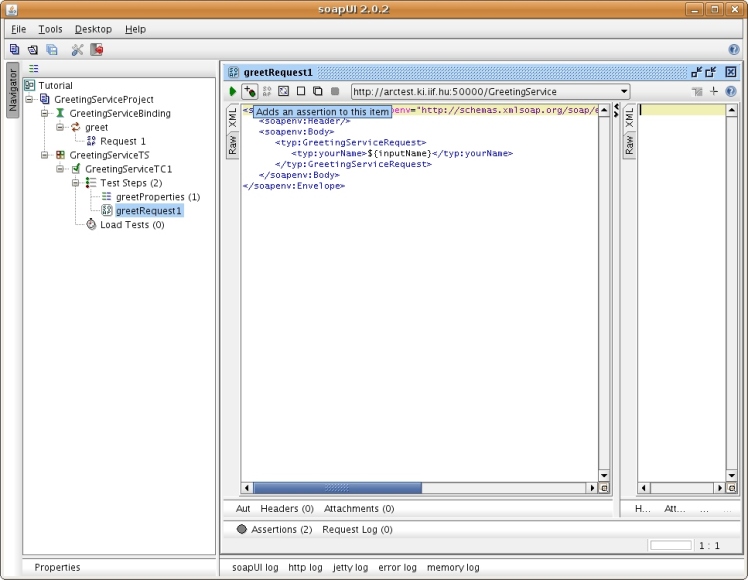 soapUI 2.0.2
File Tools Desktop Help
Navigator
Tutorial
GreetingServiceProject
GreetingServiceBinding
greet
Request 1
GreetingServiceTS
GreetingServiceTC1
Test Steps (2)
greetProperties (1)
greetRequest1
Load Tests (0)
Properties
greetRequest1
http://arctest.ki.iif.hu:50000/GreetingService
XML
Raw
Adds an assertion to this item
<s penv="http://schemas.xmlsoap.org/soap/e
<soapenv:Header/>
<soapenv:Body>
<typ:GreetingServiceRequest>
<typ:yourName>${inputName}</typ:yourName>
</typ:GreetingServiceRequest>
</soapenv:Body>
</soapenv:Envelope>
XML
Raw
Aut Headers (0) Attachments (0)
H... Att... ... ...
Assertions (2) Request Log (0)
1 : 1
soapUI log http log jetty log error log memory log